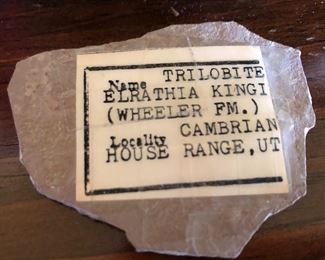 Name TRILOBITE
ELRATHIA KINGI
(WHEELER FM.)
CAMBRIAN
Locality
HOUSE RANGE, UT